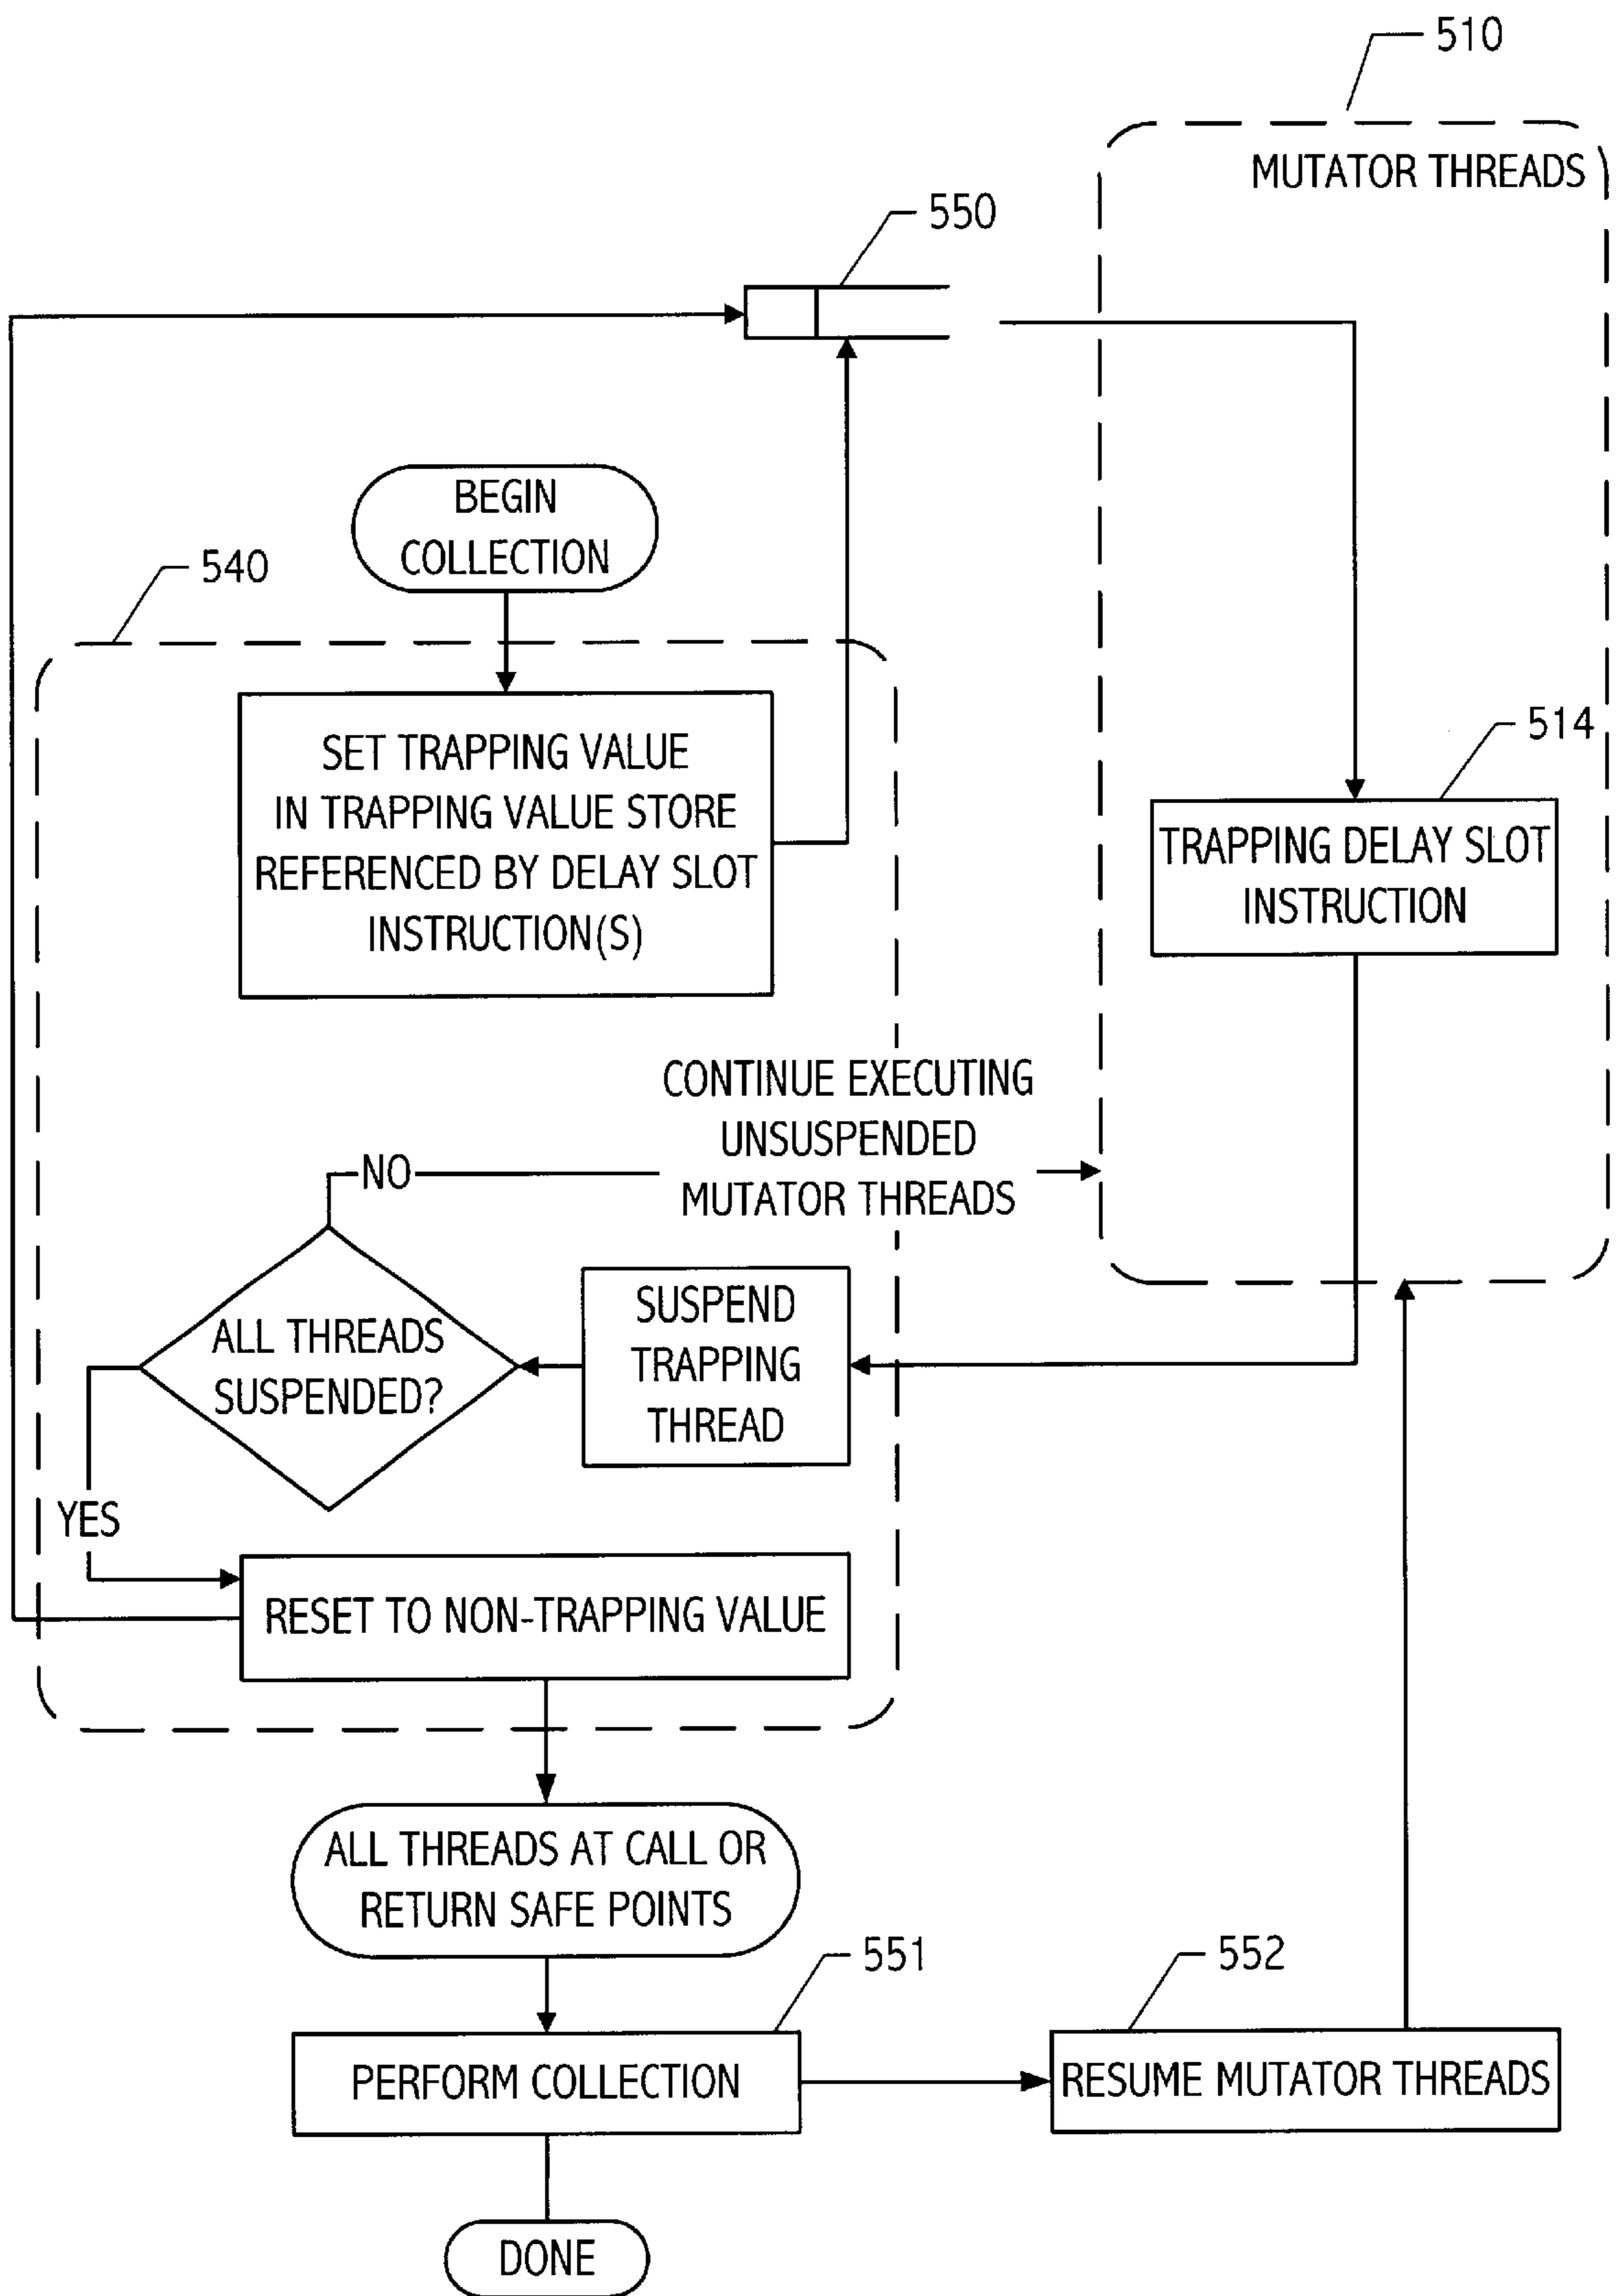 510
MUTATOR THREADS
550
BEGIN
COLLECTION
540
SET TRAPPING VALUE
IN TRAPPING VALUE STORE
REFERENCED BY DELAY SLOT
INSTRUCTION(S)
514
TRAPPING DELAY SLOT
INSTRUCTION
CONTINUE EXECUTING
UNSUSPENDED
MUTATOR THREADS
NO
ALL THREADS
SUSPENDED?
SUSPEND
TRAPPING
THREAD
YES
RESET TO NON-TRAPPING VALUE
ALL THREADS AT CALL OR
RETURN SAFE POINTS
551
552
PERFORM COLLECTION
RESUME MUTATOR THREADS
DONE